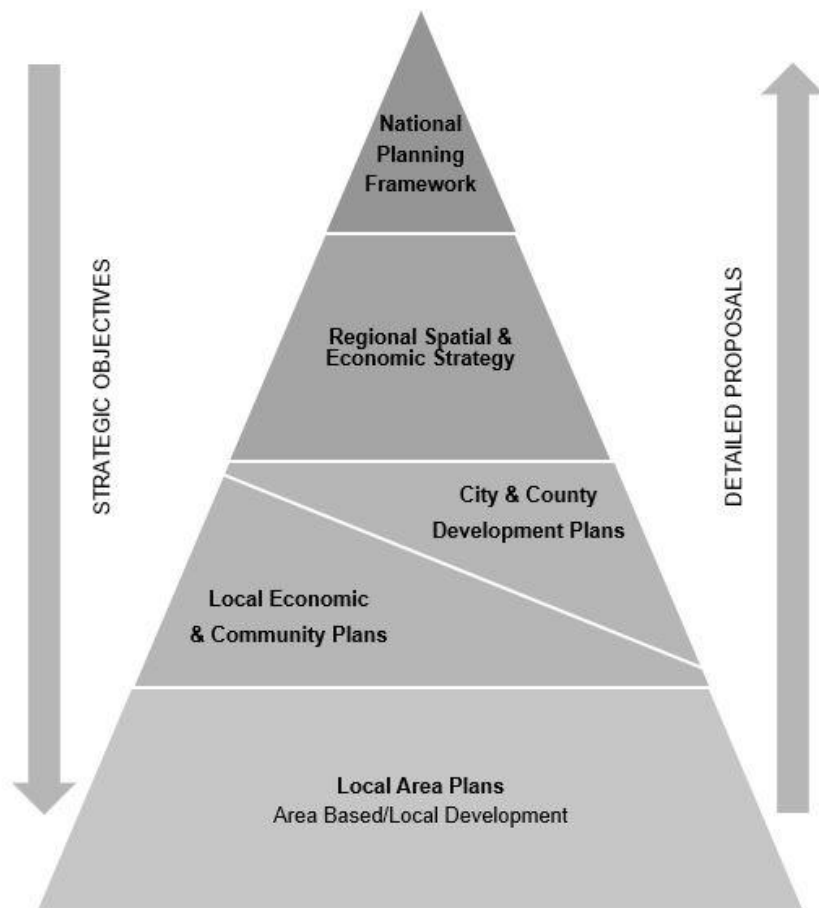 National
Planning
Framework
Regional Spatial &
Economic Strategy
STRATEGIC OBJECTIVES
DETAILED PROPOSALS
City & County
Development Plans
Local Economic
& Community Plans
Local Area Plans
Area Based/Local Development